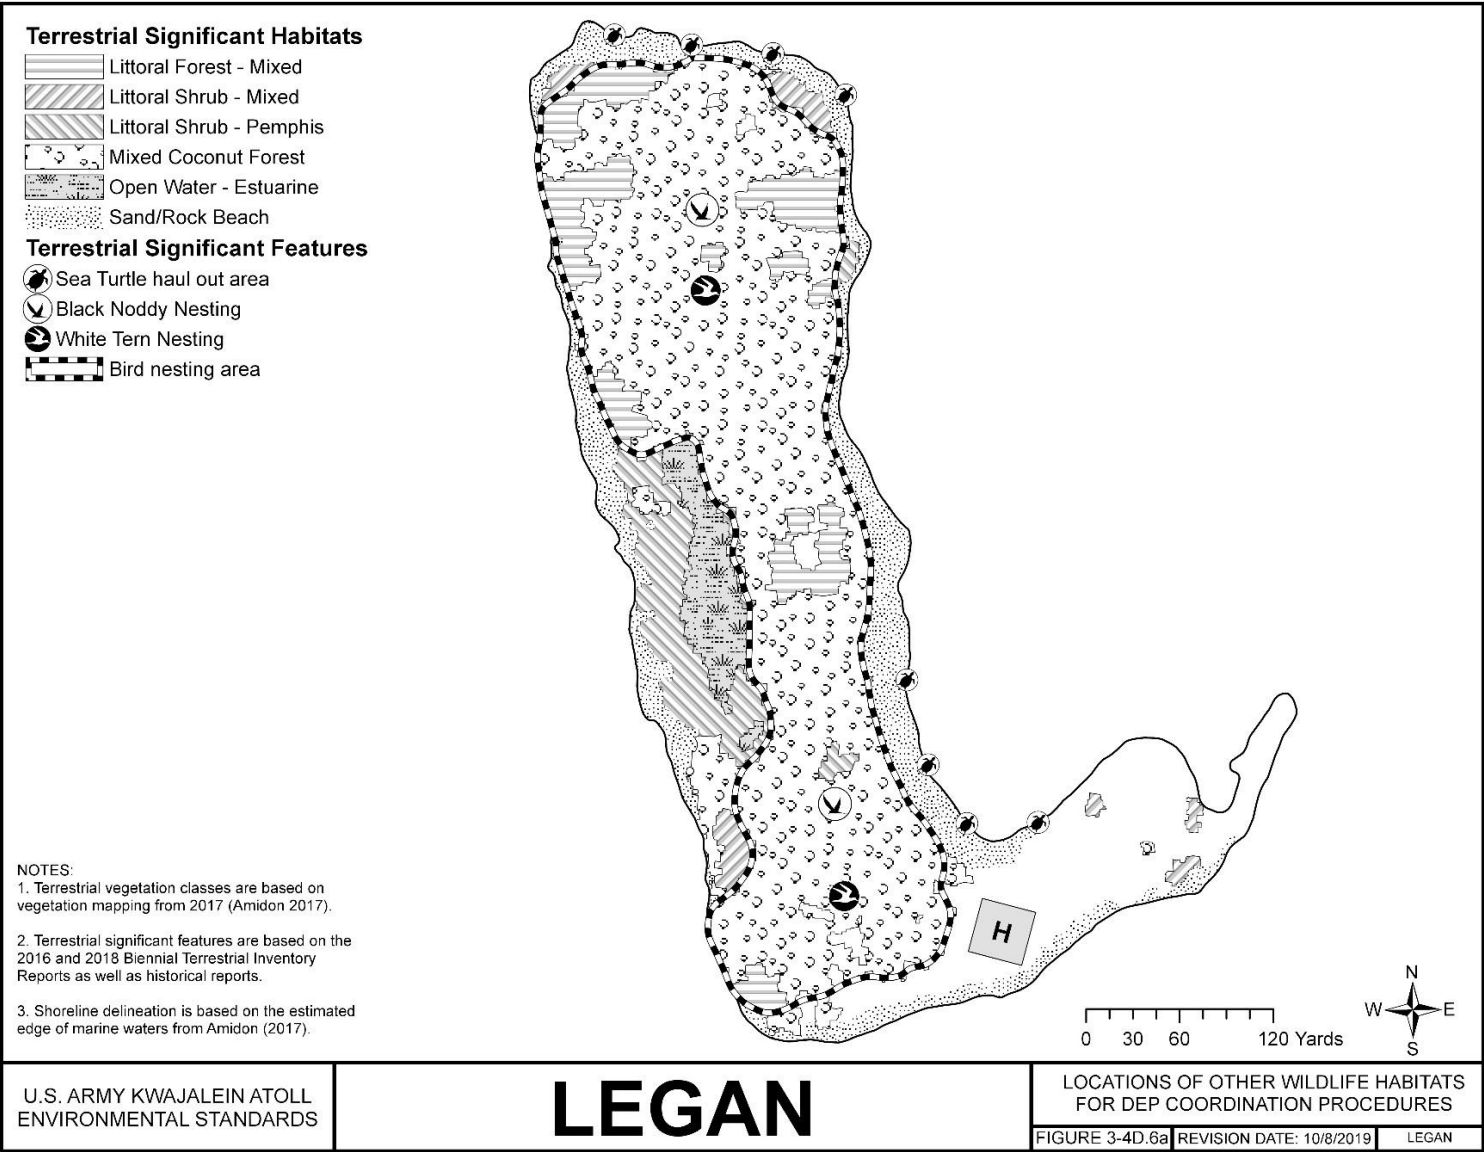 Terrestrial Significant Habitats
Littoral Forest - Mixed
Littoral Shrub - Mixed
Littoral Shrub - Pemphis
Mixed Coconut Forest
Open Water - Estuarine
Sand/Rock Beach
Terrestrial Significant Features
Sea Turtle haul out area
Black Noddy Nesting
White Tern Nesting
Bird nesting area
H
NOTES:
1. Terrestrial vegetation classes are based on
vegetation mapping from 2017 (Amidon 2017).
2. Terrestrial significant features are based on the
2016 and 2018 Biennial Terrestrial Inventory
Reports as well as historical reports.
3. Shoreline delineation is based on the estimated
edge of marine waters from Amidon (2017).
0 30 60 120 Yards
N
W E
S
U.S. ARMY KWAJALEIN ATOLL
ENVIRONMENTAL STANDARDS
LEGAN
LOCATIONS OF OTHER WILDLIFE HABITATS
FOR DEP COORDINATION PROCEDURES
FIGURE 3-4D.6a REVISION DATE: 10/8/2019 LEGAN